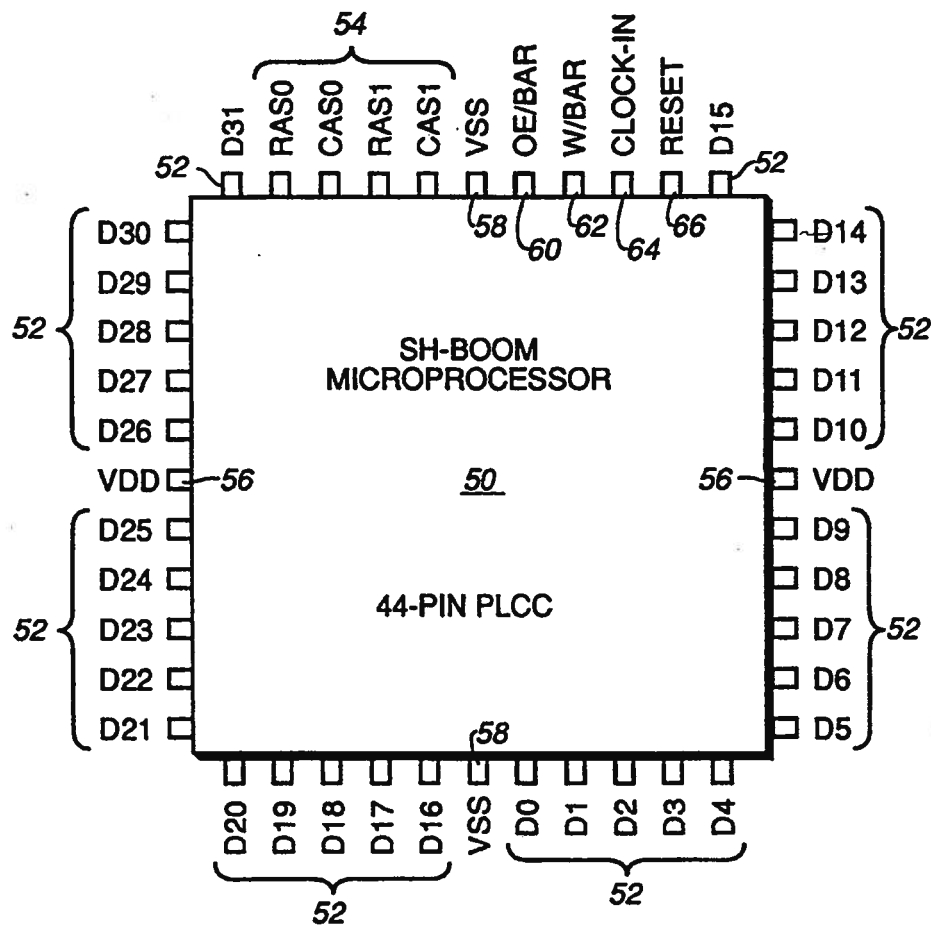 54
D31
RAS0
CAS0
RAS1
CAS1
VSS
OE/BAR
W/BAR
CLOCK-IN
RESET
D15
52
52
58
60
62
64
66
52
D30
D29
D28
D27
D26
D14
D13
D12
D11
D10
52
SH-BOOM
MICROPROCESSOR
VDD
56
50
56
VDD
52
D25
D24
D23
D22
D21
44-PIN PLCC
D9
D8
D7
D6
D5
52
58
D20
D19
D18
D17
D16
VSS
D0
D1
D2
D3
D4
52
52